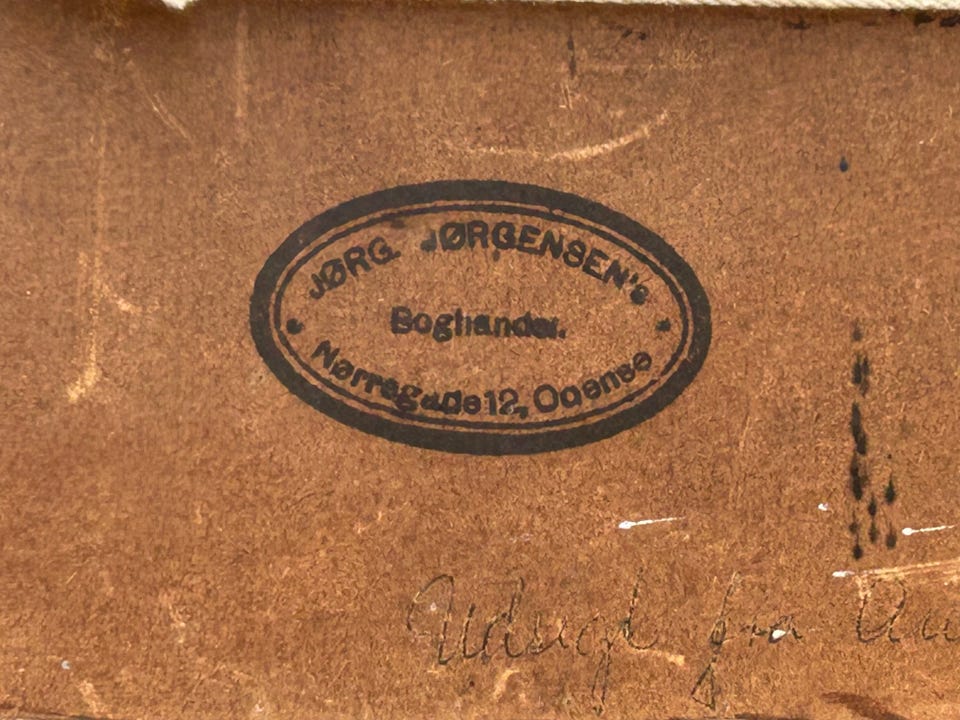 JØRG. JØRGENSEN's
Boghandel.
Nørregade 12, Odense
Udsigt fra